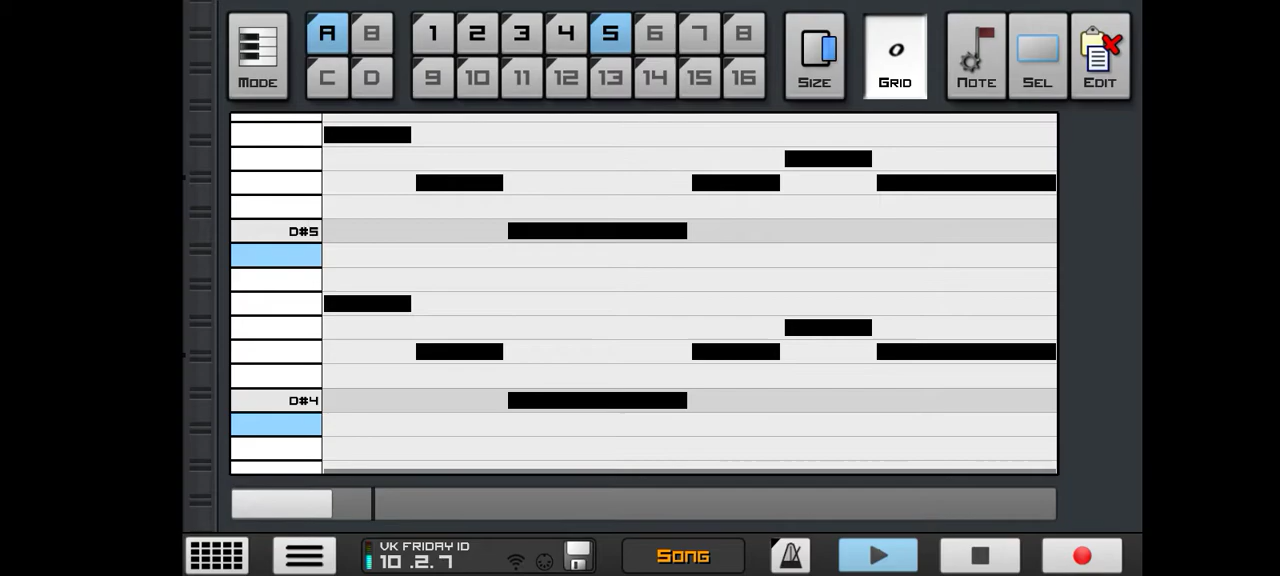 A B 1 2 3 4 5 6 7 8
C D 9 10 11 12 13 14 15 16
MODE SIZE GRID NOTE SEL EDIT
D#5
D#4
VK FRIDAY ID
10 .2. 7
SONG